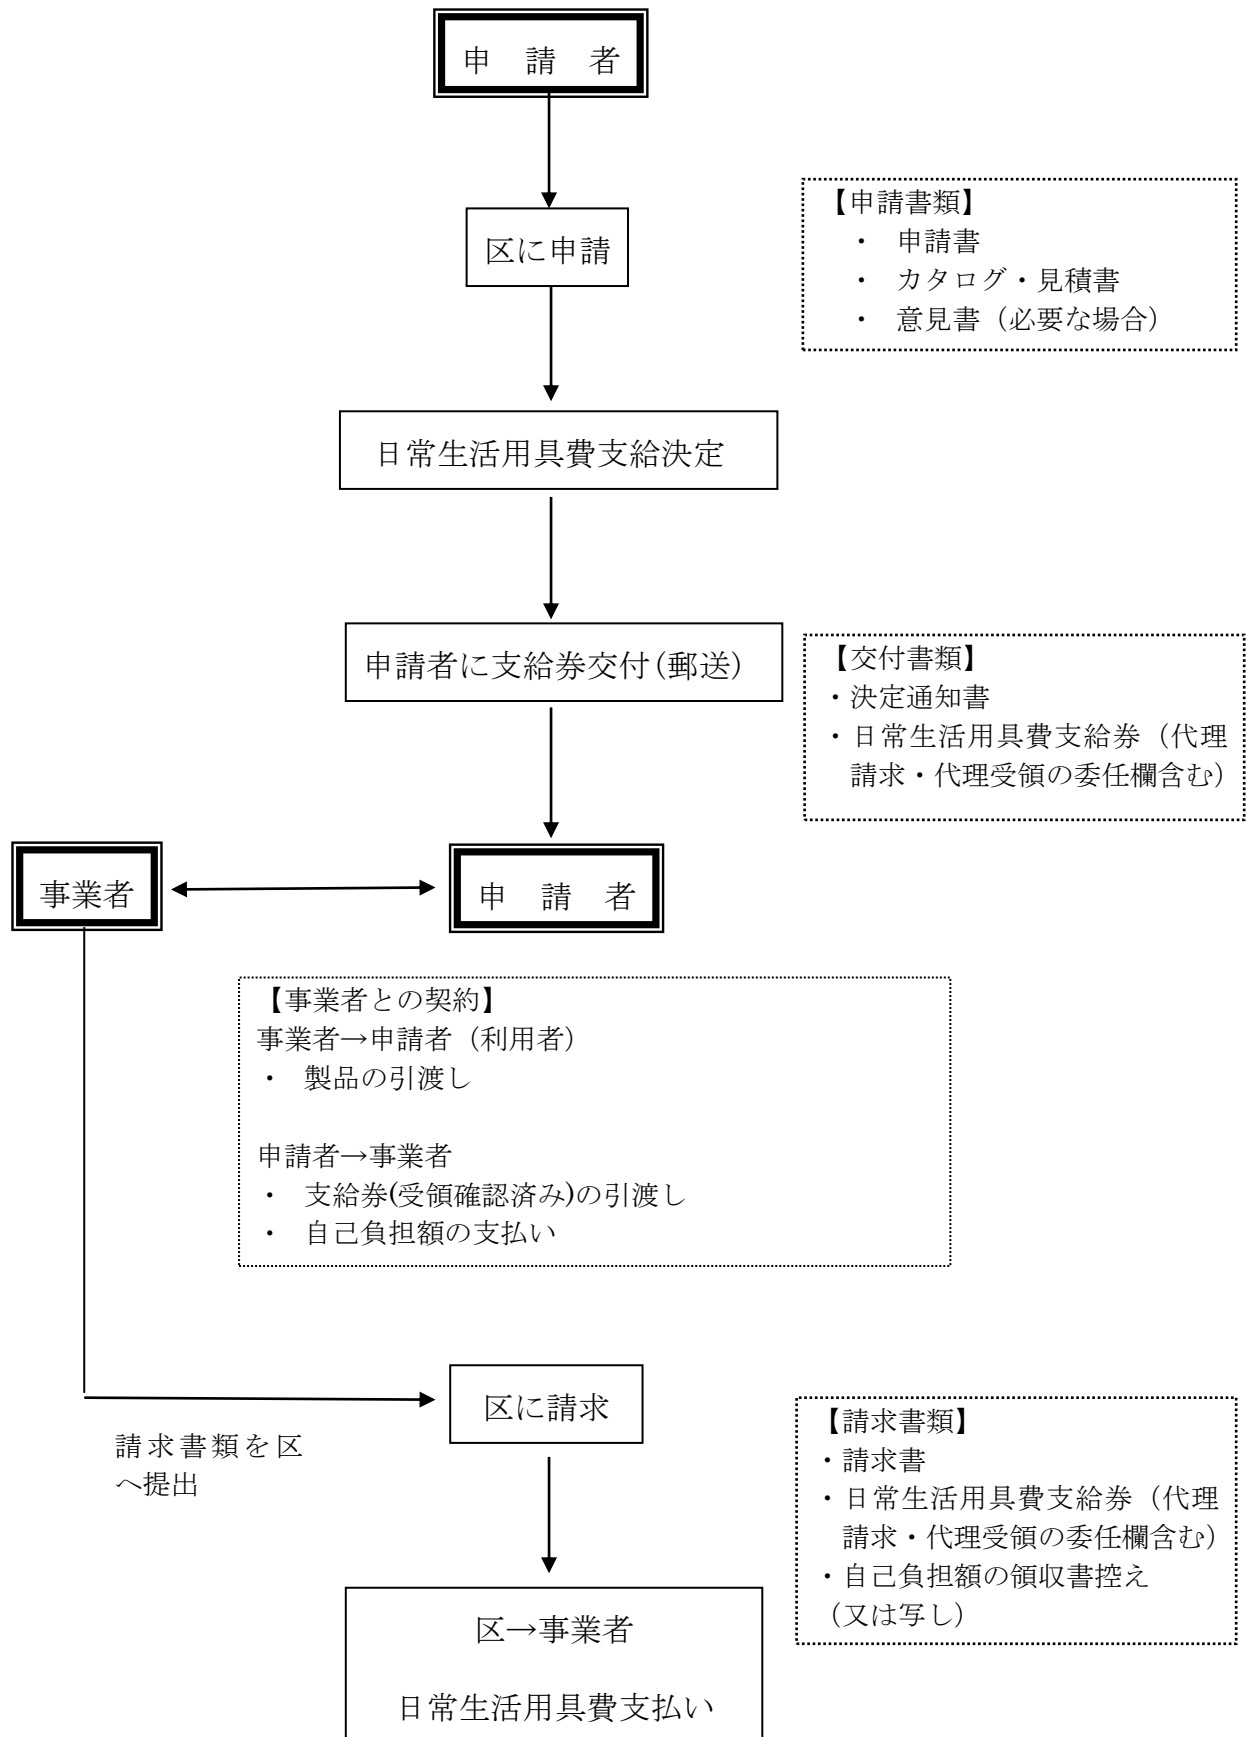 申　請　者
区に申請
【申請書類】
・　申請書
・　カタログ・見積書
・　意見書（必要な場合）
日常生活用具費支給決定
申請者に支給券交付(郵送)
【交付書類】
・決定通知書
・日常生活用具費支給券（代理
請求・代理受領の委任欄含む）
事業者
申　請　者
【事業者との契約】
事業者→申請者（利用者）
・　製品の引渡し
申請者→事業者
・　支給券(受領確認済み)の引渡し
・　自己負担額の支払い
区に請求
請求書類を区
へ提出
【請求書類】
・請求書
・日常生活用具費支給券（代理
請求・代理受領の委任欄含む）
・自己負担額の領収書控え
（又は写し）
区→事業者
日常生活用具費支払い